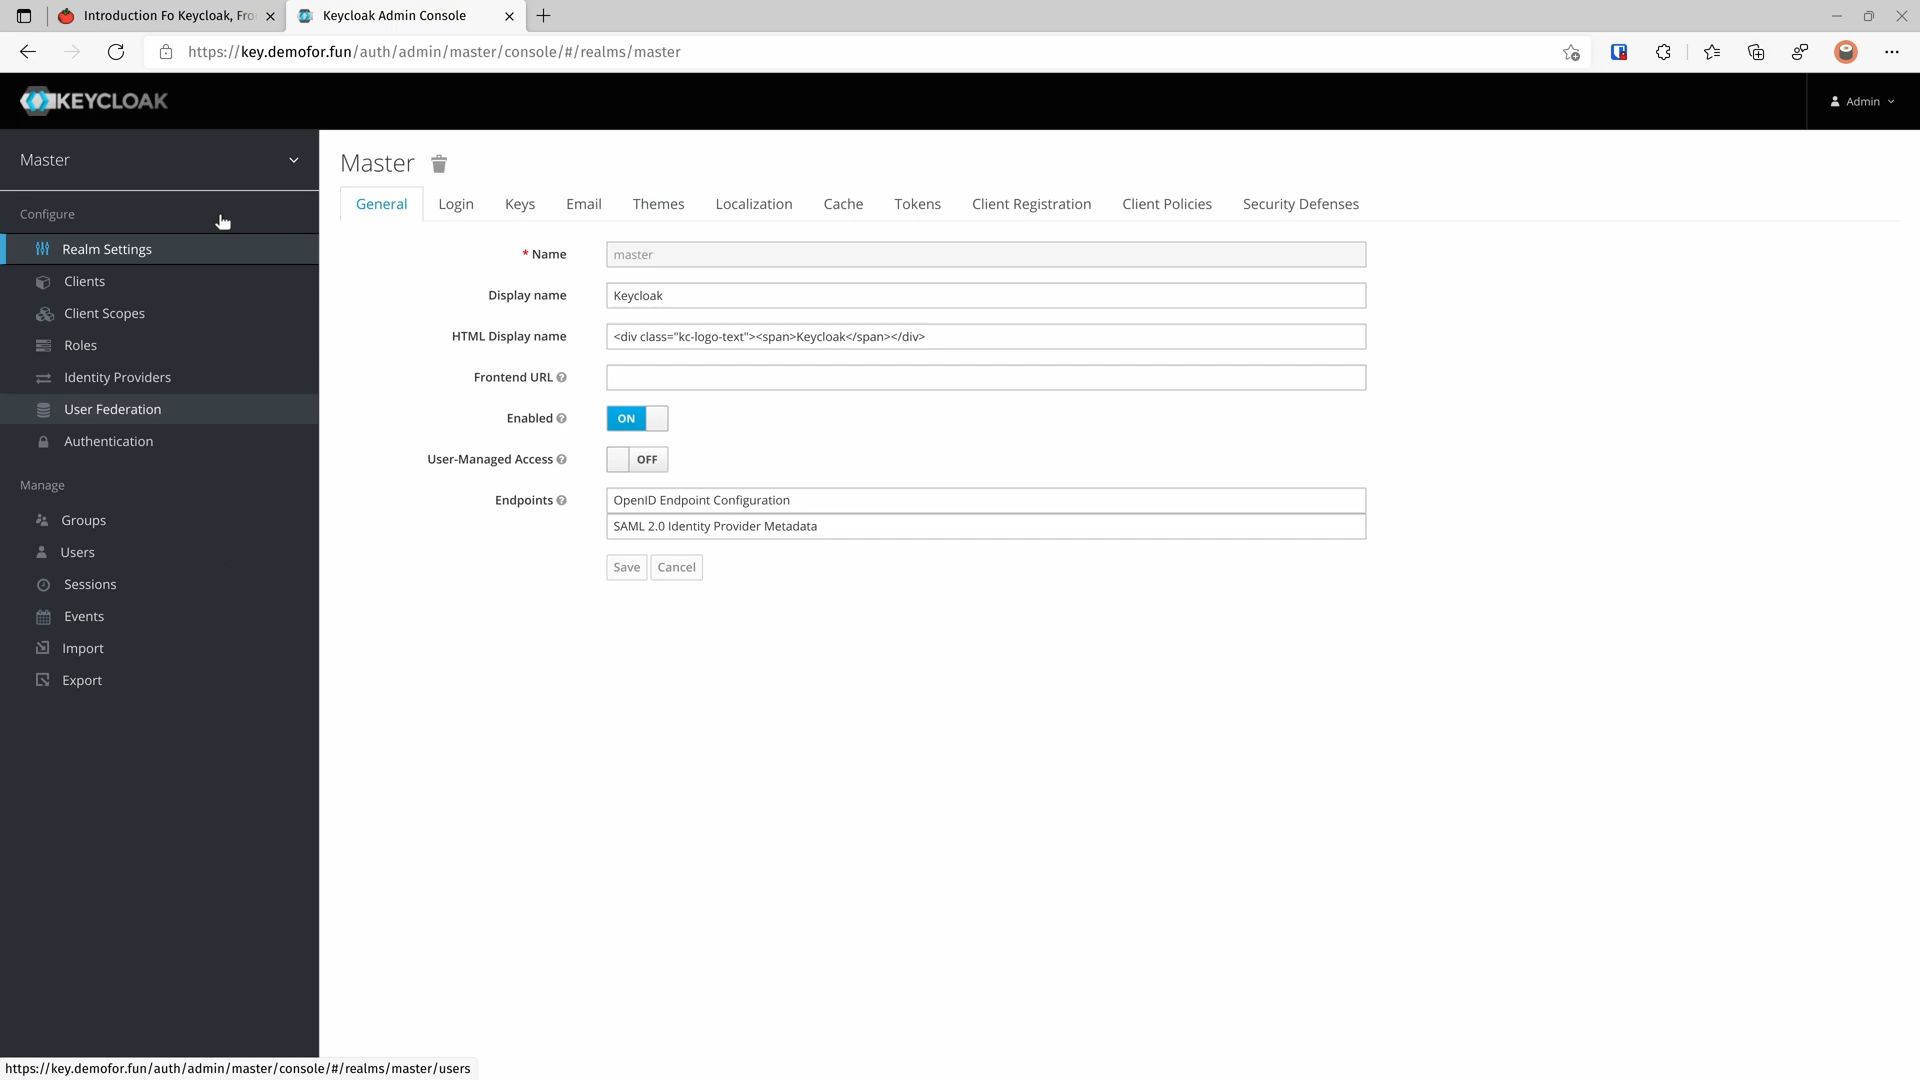 Introduction Fo Keycloak, Fro
Keycloak Admin Console
https://key.demofor.fun/auth/admin/master/console/#/realms/master
KEYCLOAK
Admin
Master
Configure
Realm Settings
Clients
Client Scopes
Roles
Identity Providers
User Federation
Authentication
Manage
Groups
Users
Sessions
Events
Import
Export
Master
General Login Keys Email Themes Localization Cache Tokens Client Registration Client Policies Security Defenses
* Name master
Display name Keycloak
HTML Display name <div class="kc-logo-text"><span>Keycloak</span></div>
Frontend URL
Enabled ON
User-Managed Access OFF
Endpoints OpenID Endpoint Configuration
SAML 2.0 Identity Provider Metadata
Save Cancel
https://key.demofor.fun/auth/admin/master/console/#/realms/master/users